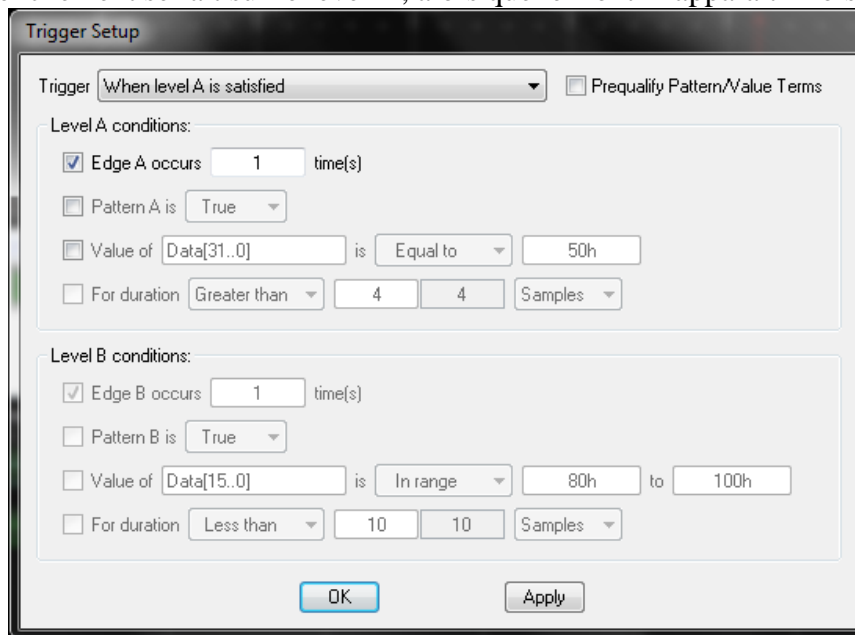 Trigger Setup
Trigger When level A is satisfied Prequalify Pattern/Value Terms
Level A conditions:
Edge A occurs 1 time(s)
Pattern A is True
Value of Data[31..0] is Equal to 50h
For duration Greater than 4 4 Samples
Level B conditions:
Edge B occurs 1 time(s)
Pattern B is True
Value of Data[15..0] is In range 80h to 100h
For duration Less than 10 10 Samples
OK Apply